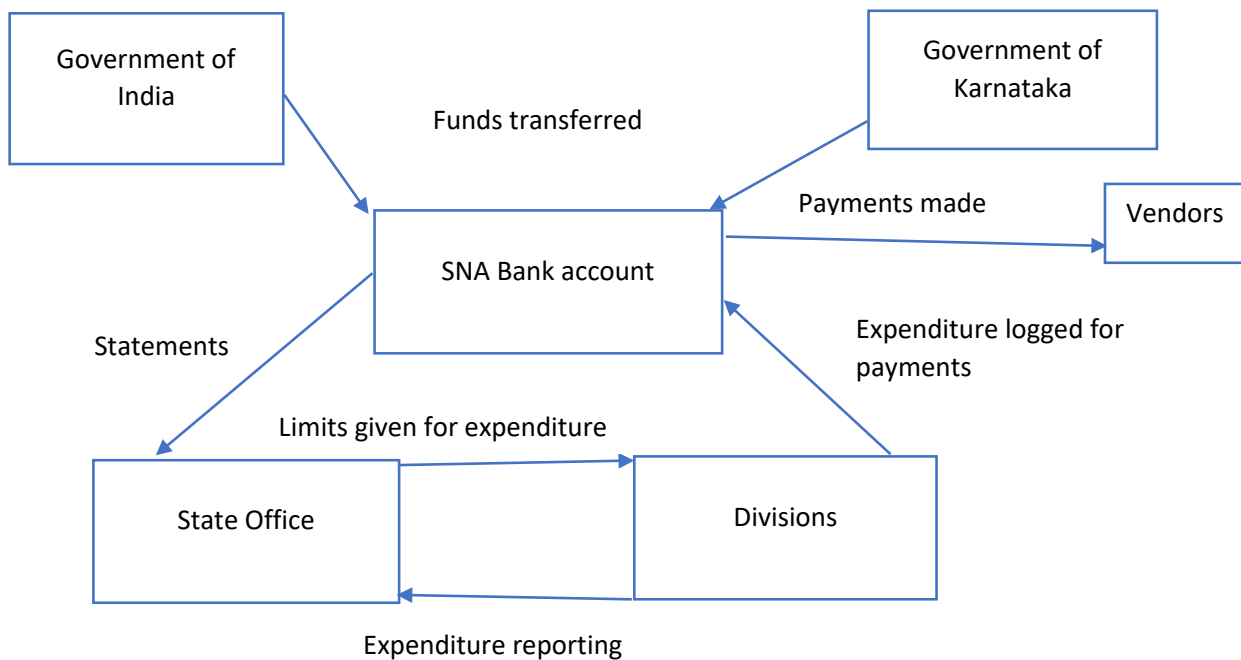 Government of
India
Government of
Karnataka
Funds transferred
Payments made
Vendors
SNA Bank account
Statements
Expenditure logged for
payments
Limits given for expenditure
State Office
Divisions
Expenditure reporting